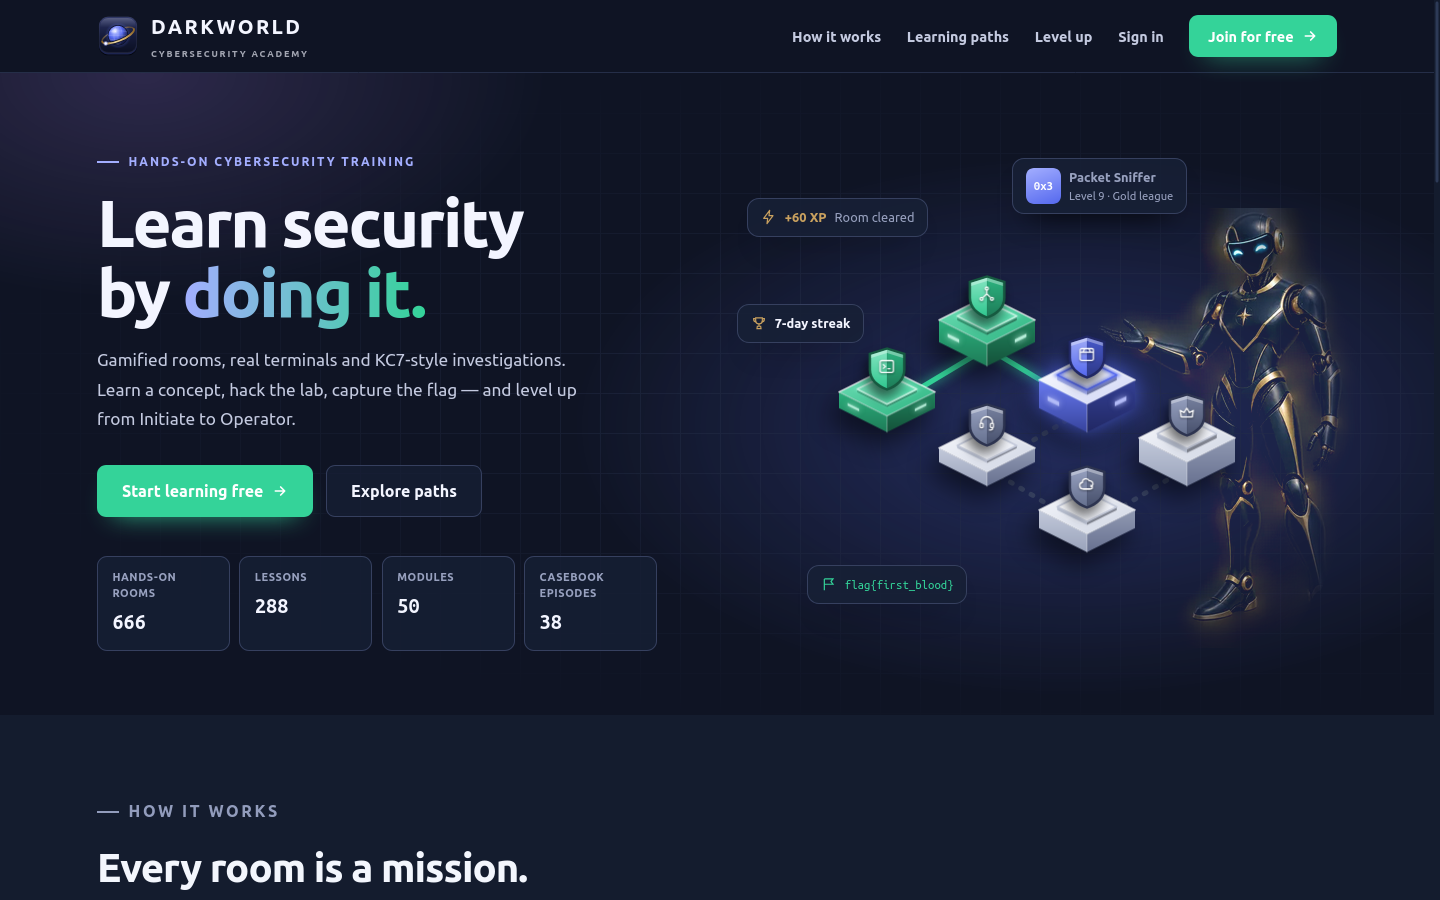 DARKWORLD
CYBERSECURITY ACADEMY
How it works
Learning paths
Level up
Sign in
Join for free
HANDS-ON CYBERSECURITY TRAINING
Learn security
by doing it.
Gamified rooms, real terminals and KC7-style investigations.
Learn a concept, hack the lab, capture the flag — and level up
from Initiate to Operator.
Start learning free
Explore paths
HANDS-ON
ROOMS
666
LESSONS
288
MODULES
50
CASEBOOK
EPISODES
38
0x3
Packet Sniffer
Level 9 · Gold league
+60 XP Room cleared
7-day streak
flag{first_blood}
HOW IT WORKS
Every room is a mission.